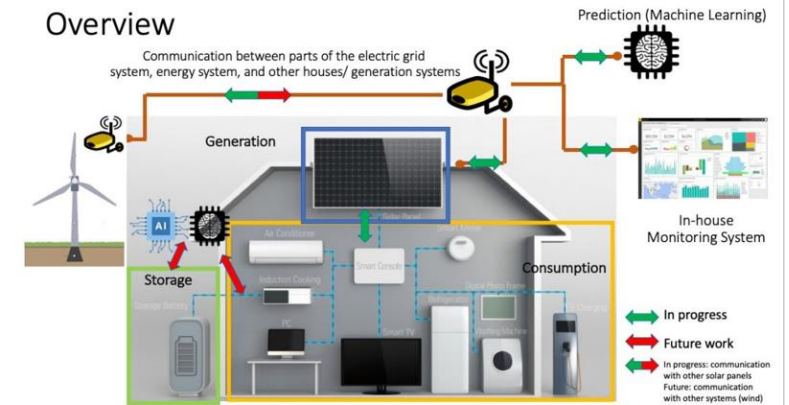 Overview
Prediction (Machine Learning)
Communication between parts of the electric grid
system, energy system, and other houses/ generation systems
Generation
Solar Panel
AI
Air Conditioner
Smart Meter
In-house
Monitoring System
Smart Console
Consumption
Storage
Induction Cooking
Digital Photo Frame
Storage Battery
Refrigerator
EV Charging
PC
Smart TV
Washing Machine
In progress
Future work
In progress: communication
with other solar panels
Future: communication
with other systems (wind)